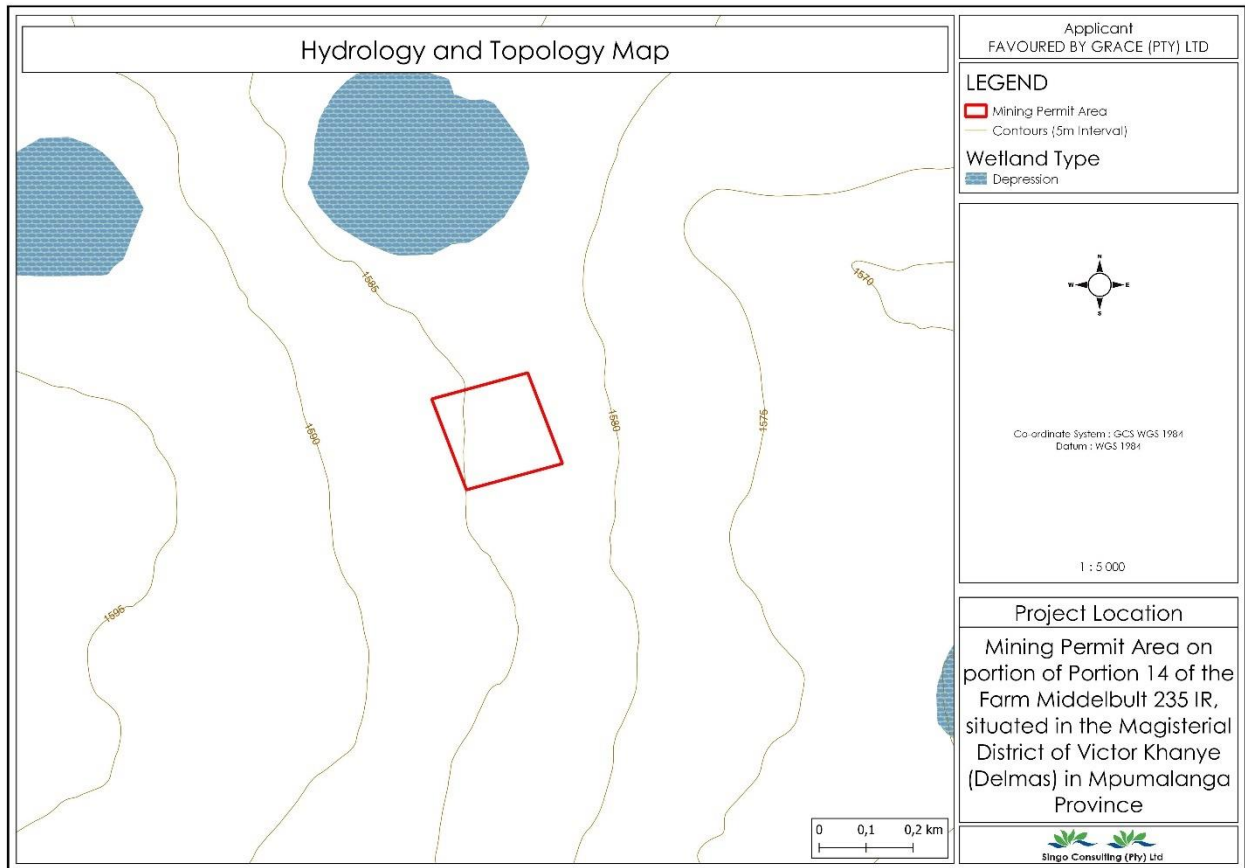 Hydrology and Topology Map
1585
1570
1590
1580
1575
1595
0 0,1 0,2 km
Applicant
FAVOURED BY GRACE (PTY) LTD
LEGEND
Mining Permit Area
Contours (5m Interval)
Wetland Type
Depression
N
W E
S
Co-ordinate System : GCS WGS 1984
Datum : WGS 1984
1 : 5 000
Project Location
Mining Permit Area on
portion of Portion 14 of the
Farm Middelbult 235 IR,
situated in the Magisterial
District of Victor Khanye
(Delmas) in Mpumalanga
Province
Singo Consulting (Pty) Ltd